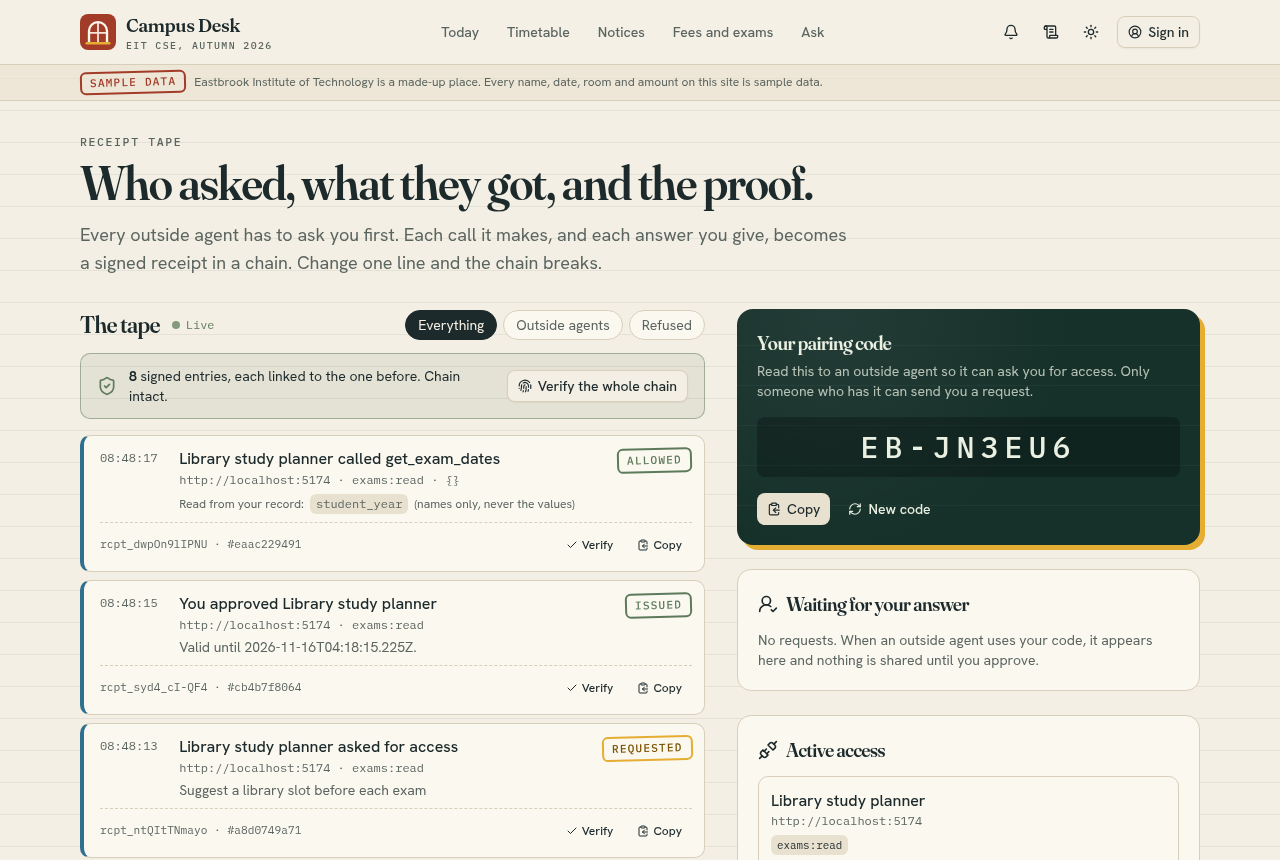 Campus Desk
EIT CSE, AUTUMN 2026
Today
Timetable
Notices
Fees and exams
Ask
Sign in
SAMPLE DATA
Eastbrook Institute of Technology is a made-up place. Every name, date, room and amount on this site is sample data.
RECEIPT TAPE
Who asked, what they got, and the proof.
Every outside agent has to ask you first. Each call it makes, and each answer you give, becomes
a signed receipt in a chain. Change one line and the chain breaks.
The tape
Live
Everything
Outside agents
Refused
8 signed entries, each linked to the one before. Chain
intact.
Verify the whole chain
08:48:17
Library study planner called get_exam_dates
ALLOWED
http://localhost:5174 · exams:read · {}
Read from your record: student_year (names only, never the values)
rcpt_dwpOn9lIPNU · #eaac229491
Verify
Copy
08:48:15
You approved Library study planner
ISSUED
http://localhost:5174 · exams:read
Valid until 2026-11-16T04:18:15.225Z.
rcpt_syd4_cI-QF4 · #cb4b7f8064
Verify
Copy
08:48:13
Library study planner asked for access
REQUESTED
http://localhost:5174 · exams:read
Suggest a library slot before each exam
rcpt_ntQItTNmayo · #a8d0749a71
Verify
Copy
Your pairing code
Read this to an outside agent so it can ask you for access. Only
someone who has it can send you a request.
EB-JN3EU6
Copy
New code
Waiting for your answer
No requests. When an outside agent uses your code, it appears
here and nothing is shared until you approve.
Active access
Library study planner
http://localhost:5174
exams:read